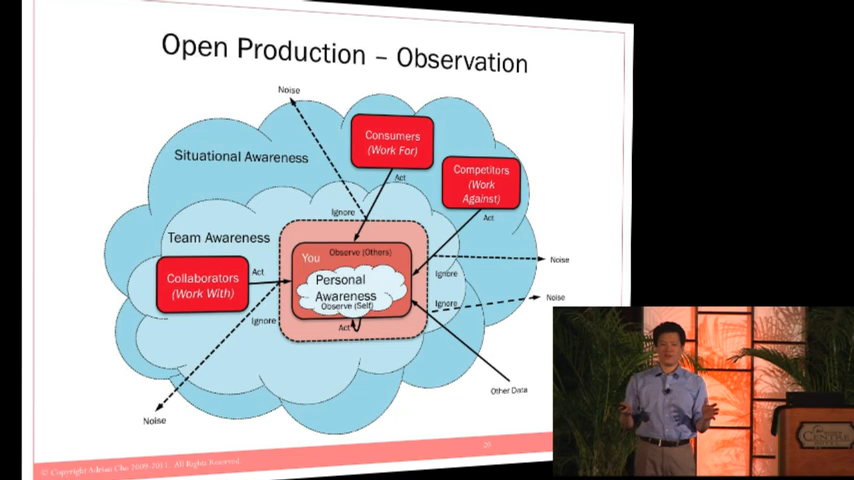 Open Production – Observation
Noise
Consumers
(Work For)
Situational Awareness
Competitors
(Work
Against)
Act
Ignore
Act
Team Awareness
You
Observe (Others)
Noise
Collaborators
(Work With)
Act
Personal
Awareness
Observe (Self)
Ignore
Ignore
Noise
Ignore
Act
Other Data
Noise
CENTRE
© Copyright Adrian Cho 2009-2011. All Rights Reserved.
20